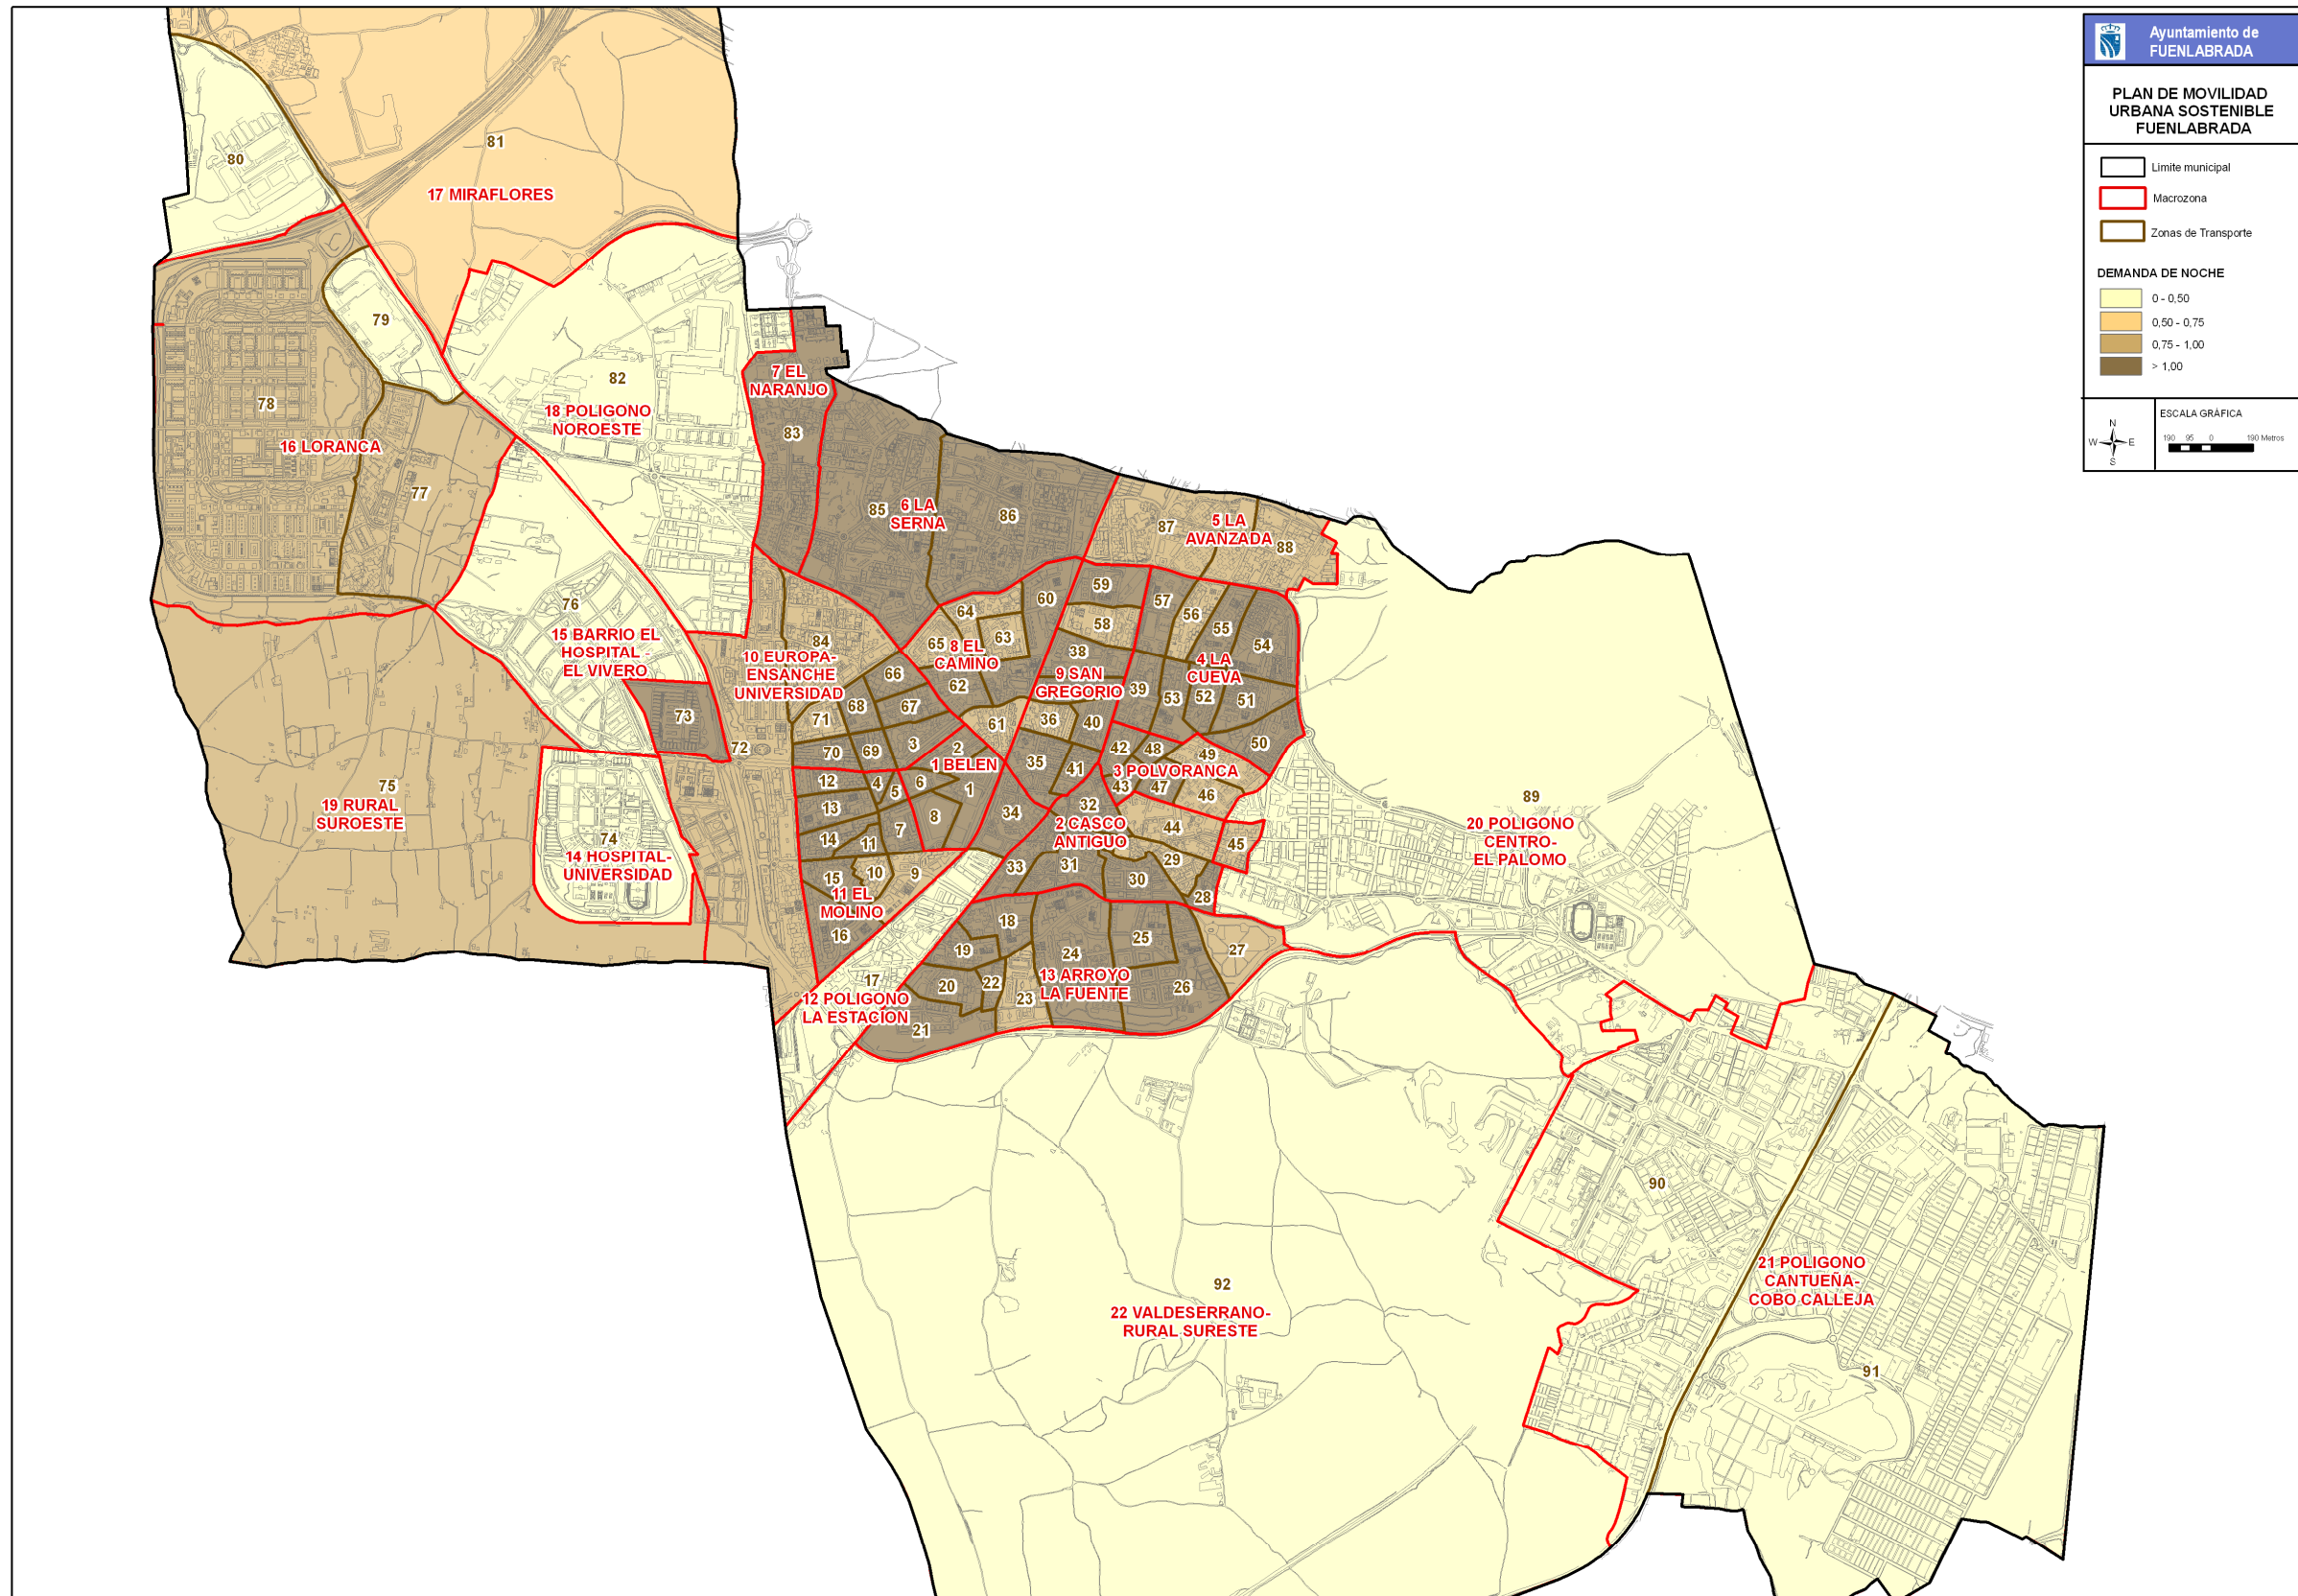 Ayuntamiento de
FUENLABRADA
PLAN DE MOVILIDAD
URBANA SOSTENIBLE
FUENLABRADA
Limite municipal
Macrozona
Zonas de Transporte
DEMANDA DE NOCHE
0 - 0,50
0,50 - 0,75
0,75 - 1,00
> 1,00
N
W E
S
ESCALA GRÁFICA
190 95 0 190 Metros
81
80
17 MIRAFLORES
79
82
7 EL
NARANJO
78
18 POLIGONO
NOROESTE
83
16 LORANCA
77
85
6 LA
SERNA
86
87
5 LA
AVANZADA
88
76
15 BARRIO EL
HOSPITAL -
EL VIVERO
84
10 EUROPA-
ENSANCHE
UNIVERSIDAD
64
65
63
8 EL
CAMINO
60
59
58
57
56
55
54
38
9 SAN
GREGORIO
4 LA
CUEVA
66
62
39
53
52
51
73
71
68
67
61
36
40
50
72
70
69
3
2
1 BELEN
35
41
42
48
49
3 POLVORANCA
43
47
46
12
4
5
6
1
13
8
7
34
32
2 CASCO
ANTIGUO
44
45
14
11
89
20 POLIGONO
CENTRO-
EL PALOMO
75
19 RURAL
SUROESTE
74
14 HOSPITAL-
UNIVERSIDAD
15
10
9
33
31
29
30
28
11 EL
MOLINO
16
18
19
24
25
27
17
12 POLIGONO
LA ESTACION
20
22
23
13 ARROYO
LA FUENTE
26
21
90
21 POLIGONO
CANTUEÑA-
COBO CALLEJA
92
22 VALDESERRANO-
RURAL SURESTE
91